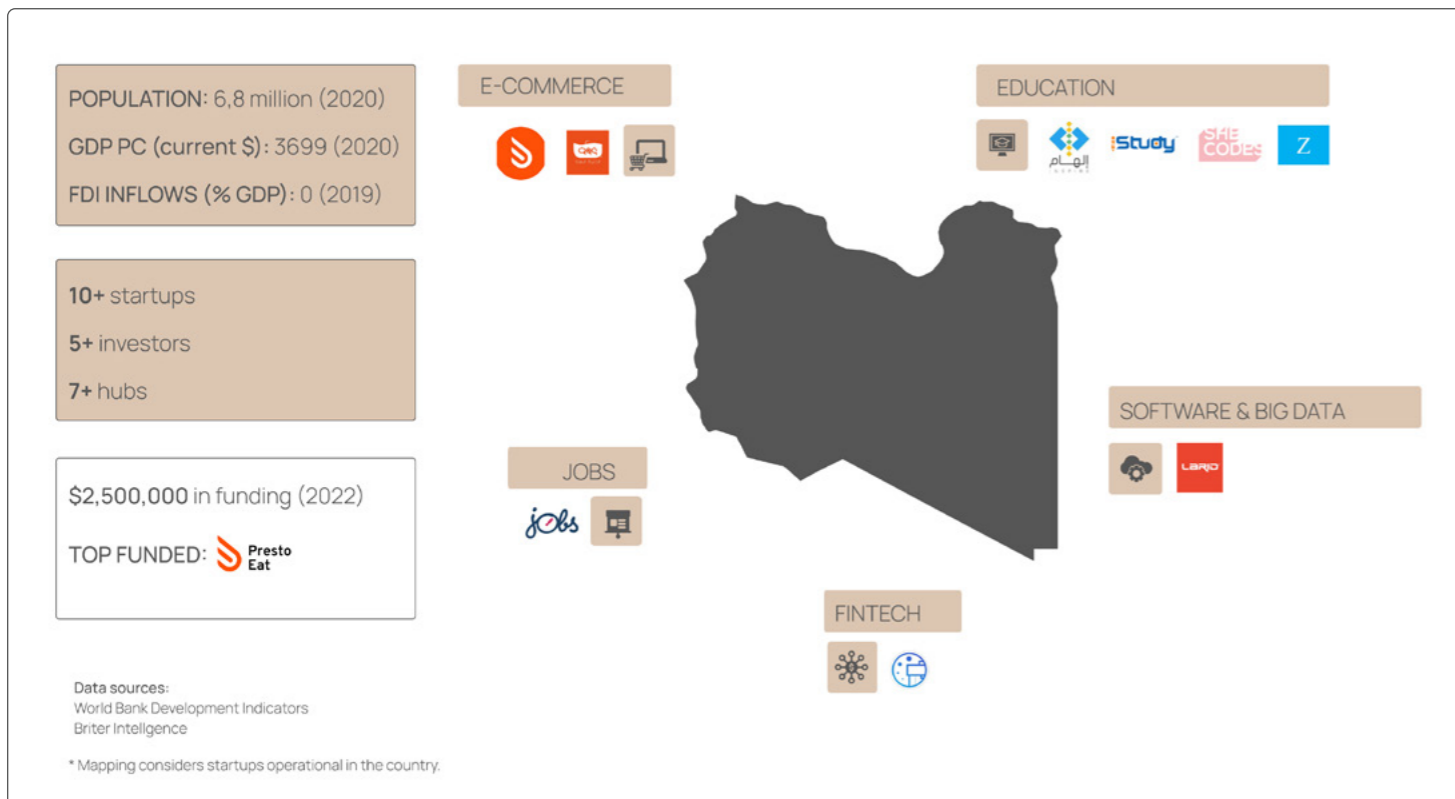 POPULATION: 6,8 million (2020)
GDP PC (current $): 3699 (2020)
FDI INFLOWS (% GDP): 0 (2019)
10+ startups
5+ investors
7+ hubs
$2,500,000 in funding (2022)
TOP FUNDED:
Presto
Eat
Data sources:
World Bank Development Indicators
Briter Intellgence
* Mapping considers startups operational in the country.
E-COMMERCE
EDUCATION
إلهام
INSPIRE
iStudy
SHE
CODES
Z
SOFTWARE & BIG DATA
LARJO
JOBS
jobs
FINTECH